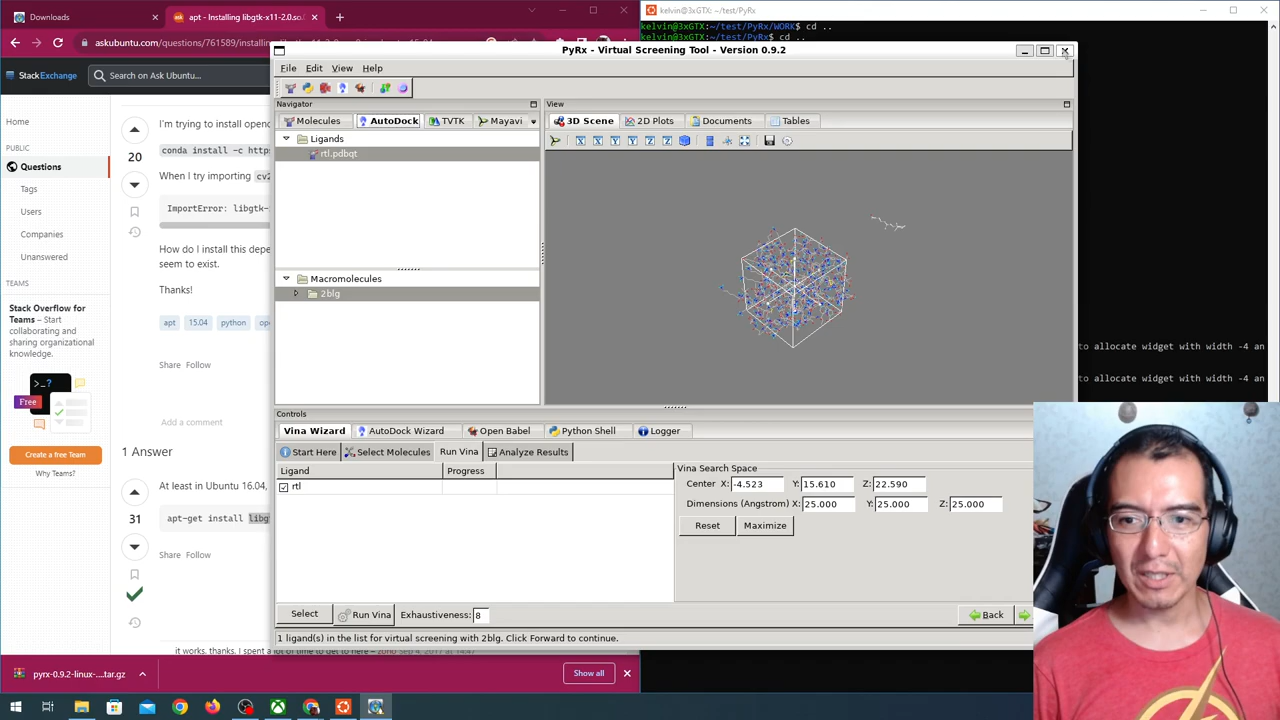 Downloads
apt - Installing libgtk-x11-2.0.so.
askubuntu.com/questions/761589/install
StackExchange
Search on Ask Ubuntu...
Home
PUBLIC
Questions
Tags
Users
Companies
Unanswered
TEAMS
Stack Overflow for
Teams – Start
collaborating and
sharing organizational
knowledge.
Free
Create a free Team
Why Teams?
20
I'm trying to install openc
conda install -c http
When I try importing cv2
ImportError: libgtk-
How do I install this depe
seem to exist.
Thanks!
apt
15.04
python
ope
Share Follow
Add a comment
1 Answer
31
At least in Ubuntu 16.04,
apt-get install libg
Share Follow
it works, thanks. I spent a lot of time to get to here – zono Sep 4, 2017 at 14:47
pyrx-0.9.2-linux-....tar.gz
Show all
kelvin@3xGTX: ~/test/PyRx
kelvin@3xGTX:~/test/PyRx/WORK$ cd ..
kelvin@3xGTX:~/test/PyRx$ cd ..
to allocate widget with width -4 an
to allocate widget with width -4 an
PyRx - Virtual Screening Tool - Version 0.9.2
File Edit View Help
Navigator
Molecules
AutoDock
TVTK
Mayavi
Ligands
rtl.pdbqt
Macromolecules
2blg
View
3D Scene
2D Plots
Documents
Tables
Controls
Vina Wizard
AutoDock Wizard
Open Babel
Python Shell
Logger
Start Here
Select Molecules
Run Vina
Analyze Results
Ligand
Progress
rtl
Vina Search Space
Center X: -4.523 Y: 15.610 Z: 22.590
Dimensions (Angstrom) X: 25.000 Y: 25.000 Z: 25.000
Reset
Maximize
Select
Run Vina
Exhaustiveness: 8
Back
1 ligand(s) in the list for virtual screening with 2blg. Click Forward to continue.